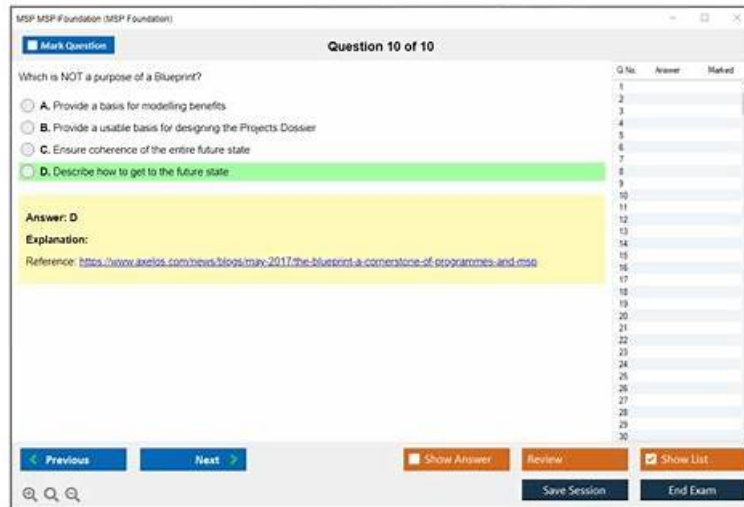 MSP MSP-Foundation (MSP Foundation)
Mark Question
Question 10 of 10
Q No. Answer Marked
Which is NOT a purpose of a Blueprint?
A. Provide a basis for modelling benefits
B. Provide a usable basis for designing the Projects Dossier
C. Ensure coherence of the entire future state
D. Describe how to get to the future state
Answer: D
Explanation:
Reference: https://www.axelos.com/news/blogs/may-2017/the-blueprint-a-cornerstone-of-programmes-and-msp
1
2
3
4
5
6
7
8
9
10
11
12
13
14
15
16
17
18
19
20
21
22
23
24
25
26
27
28
29
30
Previous
Next
Show Answer
Review
Show List
Save Session
End Exam